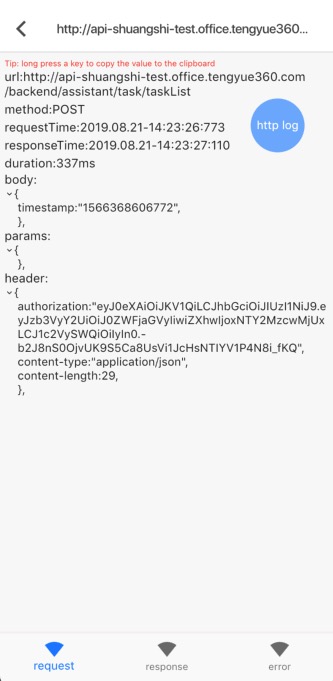 http://api-shuangshi-test.office.tengyue360...
Tip: long press a key to copy the value to the clipboard
url:http://api-shuangshi-test.office.tengyue360.com
/backend/assistant/task/taskList
method:POST
requestTime:2019.08.21-14:23:26:773
http log
responseTime:2019.08.21-14:23:27:110
duration:337ms
body:
{
timestamp:"1566368606772",
},
params:
{
},
header:
{
authorization:"eyJ0eXAiOiJKV1QiLCJhbGciOiJIUzI1NiJ9.e
yJzb3VyY2UiOiJ0ZWFjaGVyIiwiZXhwIjoxNTY2MzcwMjUx
LCJ1c2VySWQiOiIyIn0.-
b2J8nS0OjvUK9S5Ca8UsVi1JcHsNTIYV1P4N8i_fKQ",
content-type:"application/json",
content-length:29,
},
request
response
error